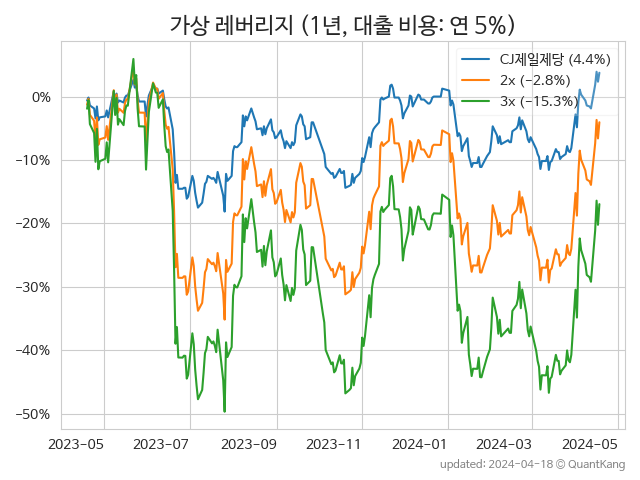 가상 레버리지 (1년, 대출 비용: 연 5%)
CJ제일제당 (4.4%)
2x (−2.8%)
3x (−15.3%)
0%
−10%
−20%
−30%
−40%
−50%
2023-05 2023-07 2023-09 2023-11 2024-01 2024-03 2024-05
updated: 2024-04-18 © QuantKang